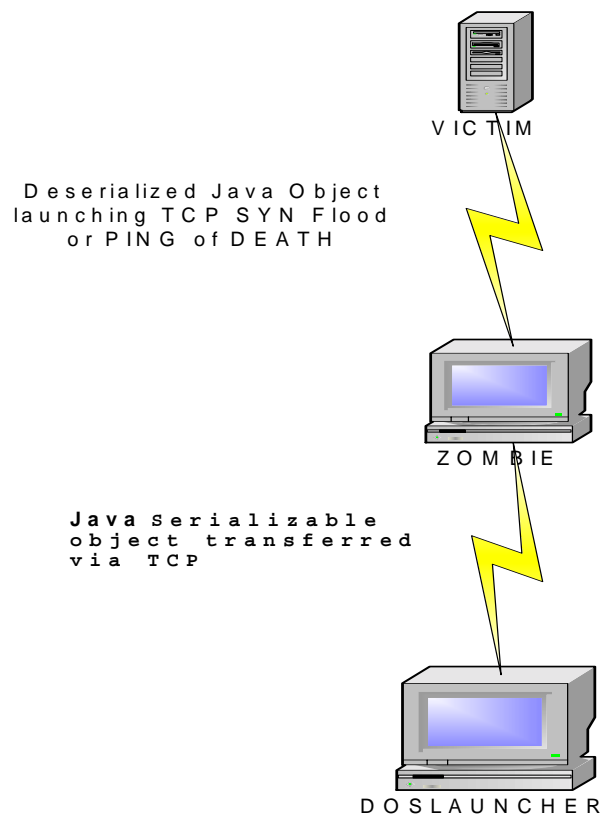 VICTIM
Deserialized Java Object
launching TCP SYN Flood
or PING of DEATH
ZOMBIE
Java Serializable
object transferred
via TCP
DOSLAUNCHER